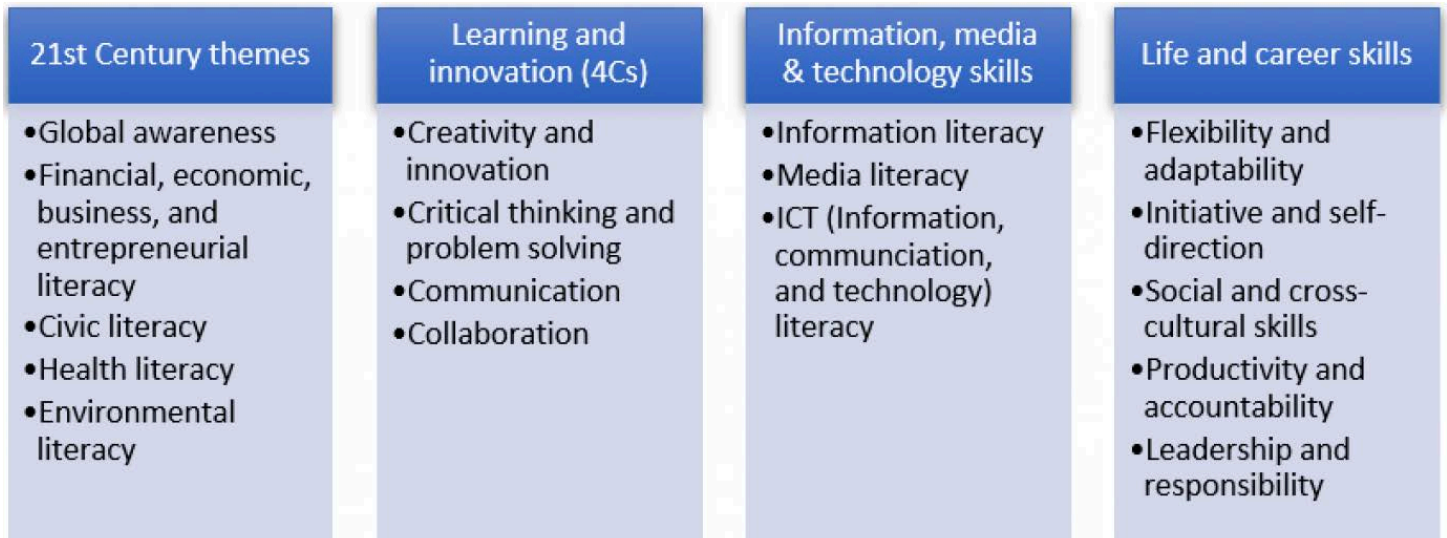 21st Century themes
•Global awareness
•Financial, economic,
business, and
entrepreneurial
literacy
•Civic literacy
•Health literacy
•Environmental
literacy
Learning and
innovation (4Cs)
•Creativity and
innovation
•Critical thinking and
problem solving
•Communication
•Collaboration
Information, media
& technology skills
•Information literacy
•Media literacy
•ICT (Information,
communciation,
and technology)
literacy
Life and career skills
•Flexibility and
adaptability
•Initiative and self-
direction
•Social and cross-
cultural skills
•Productivity and
accountability
•Leadership and
responsibility